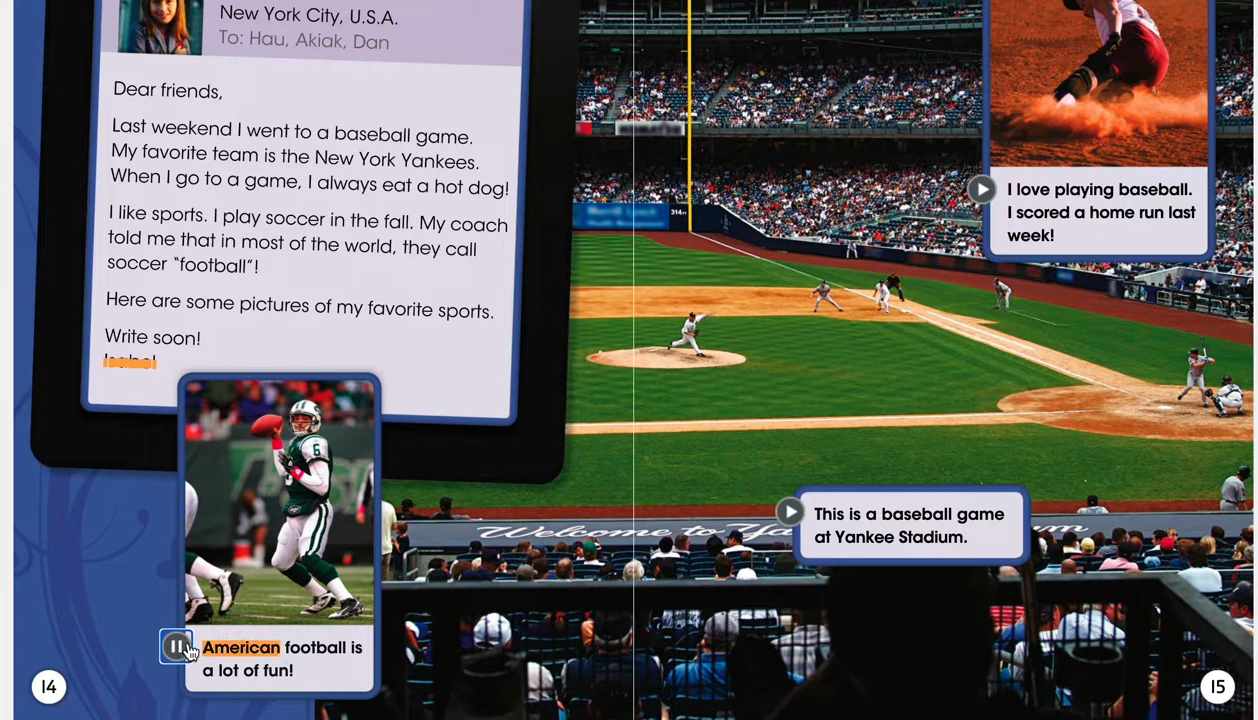 New York City, U.S.A.
To: Hau, Akiak, Dan
Dear friends,
Last weekend I went to a baseball game.
My favorite team is the New York Yankees.
When I go to a game, I always eat a hot dog!
I like sports. I play soccer in the fall. My coach
told me that in most of the world, they call
soccer “football”!
Here are some pictures of my favorite sports.
Write soon!
American football is
a lot of fun!
14
I love playing baseball.
I scored a home run last
week!
314
6
This is a baseball game
at Yankee Stadium.
Welcome to
15